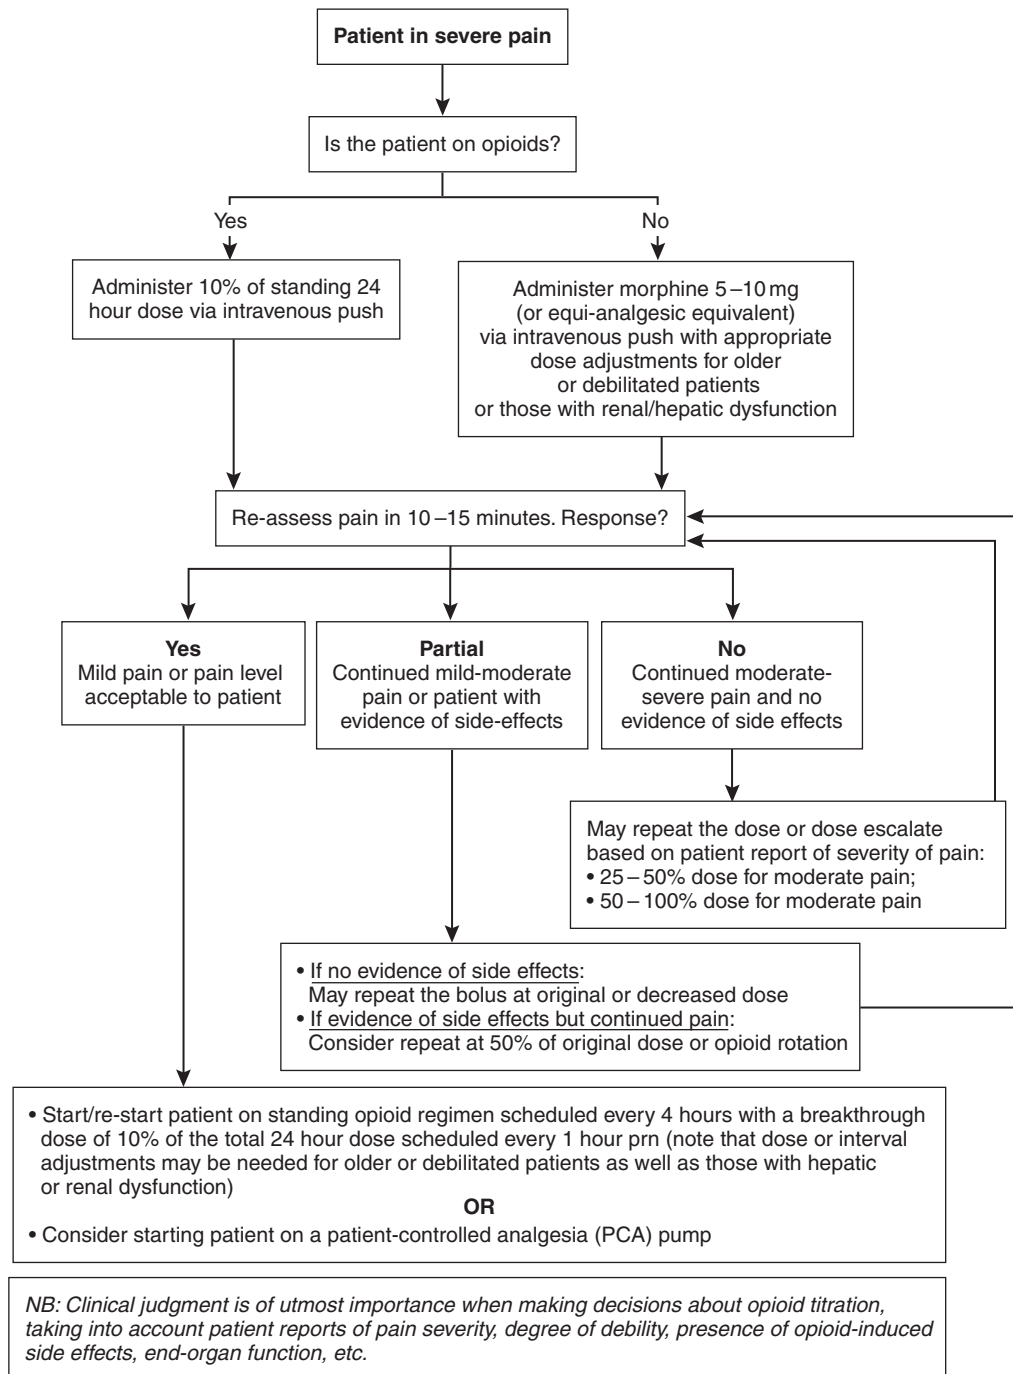 Patient in severe pain
Is the patient on opioids?
Yes
No
Administer 10% of standing 24
hour dose via intravenous push
Administer morphine 5–10 mg
(or equi-analgesic equivalent)
via intravenous push with appropriate
dose adjustments for older
or debilitated patients
or those with renal/hepatic dysfunction
Re-assess pain in 10–15 minutes. Response?
Yes
Mild pain or pain level
acceptable to patient
Partial
Continued mild-moderate
pain or patient with
evidence of side-effects
No
Continued moderate-
severe pain and no
evidence of side effects
May repeat the dose or dose escalate
based on patient report of severity of pain:
• 25–50% dose for moderate pain;
• 50–100% dose for moderate pain
• If no evidence of side effects:
May repeat the bolus at original or decreased dose
• If evidence of side effects but continued pain:
Consider repeat at 50% of original dose or opioid rotation
• Start/re-start patient on standing opioid regimen scheduled every 4 hours with a breakthrough
dose of 10% of the total 24 hour dose scheduled every 1 hour prn (note that dose or interval
adjustments may be needed for older or debilitated patients as well as those with hepatic
or renal dysfunction)
OR
• Consider starting patient on a patient-controlled analgesia (PCA) pump
NB: Clinical judgment is of utmost importance when making decisions about opioid titration,
taking into account patient reports of pain severity, degree of debility, presence of opioid-induced
side effects, end-organ function, etc.